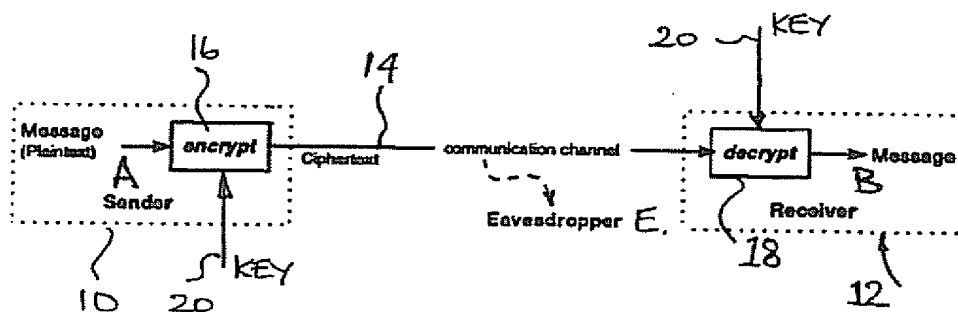 20 KEY
16
14
Message
(Plaintext)
encrypt
Ciphertext
communication channel
decrypt
Message
A
B
Sender
Eavesdropper E.
Receiver
10
20
KEY
18
12